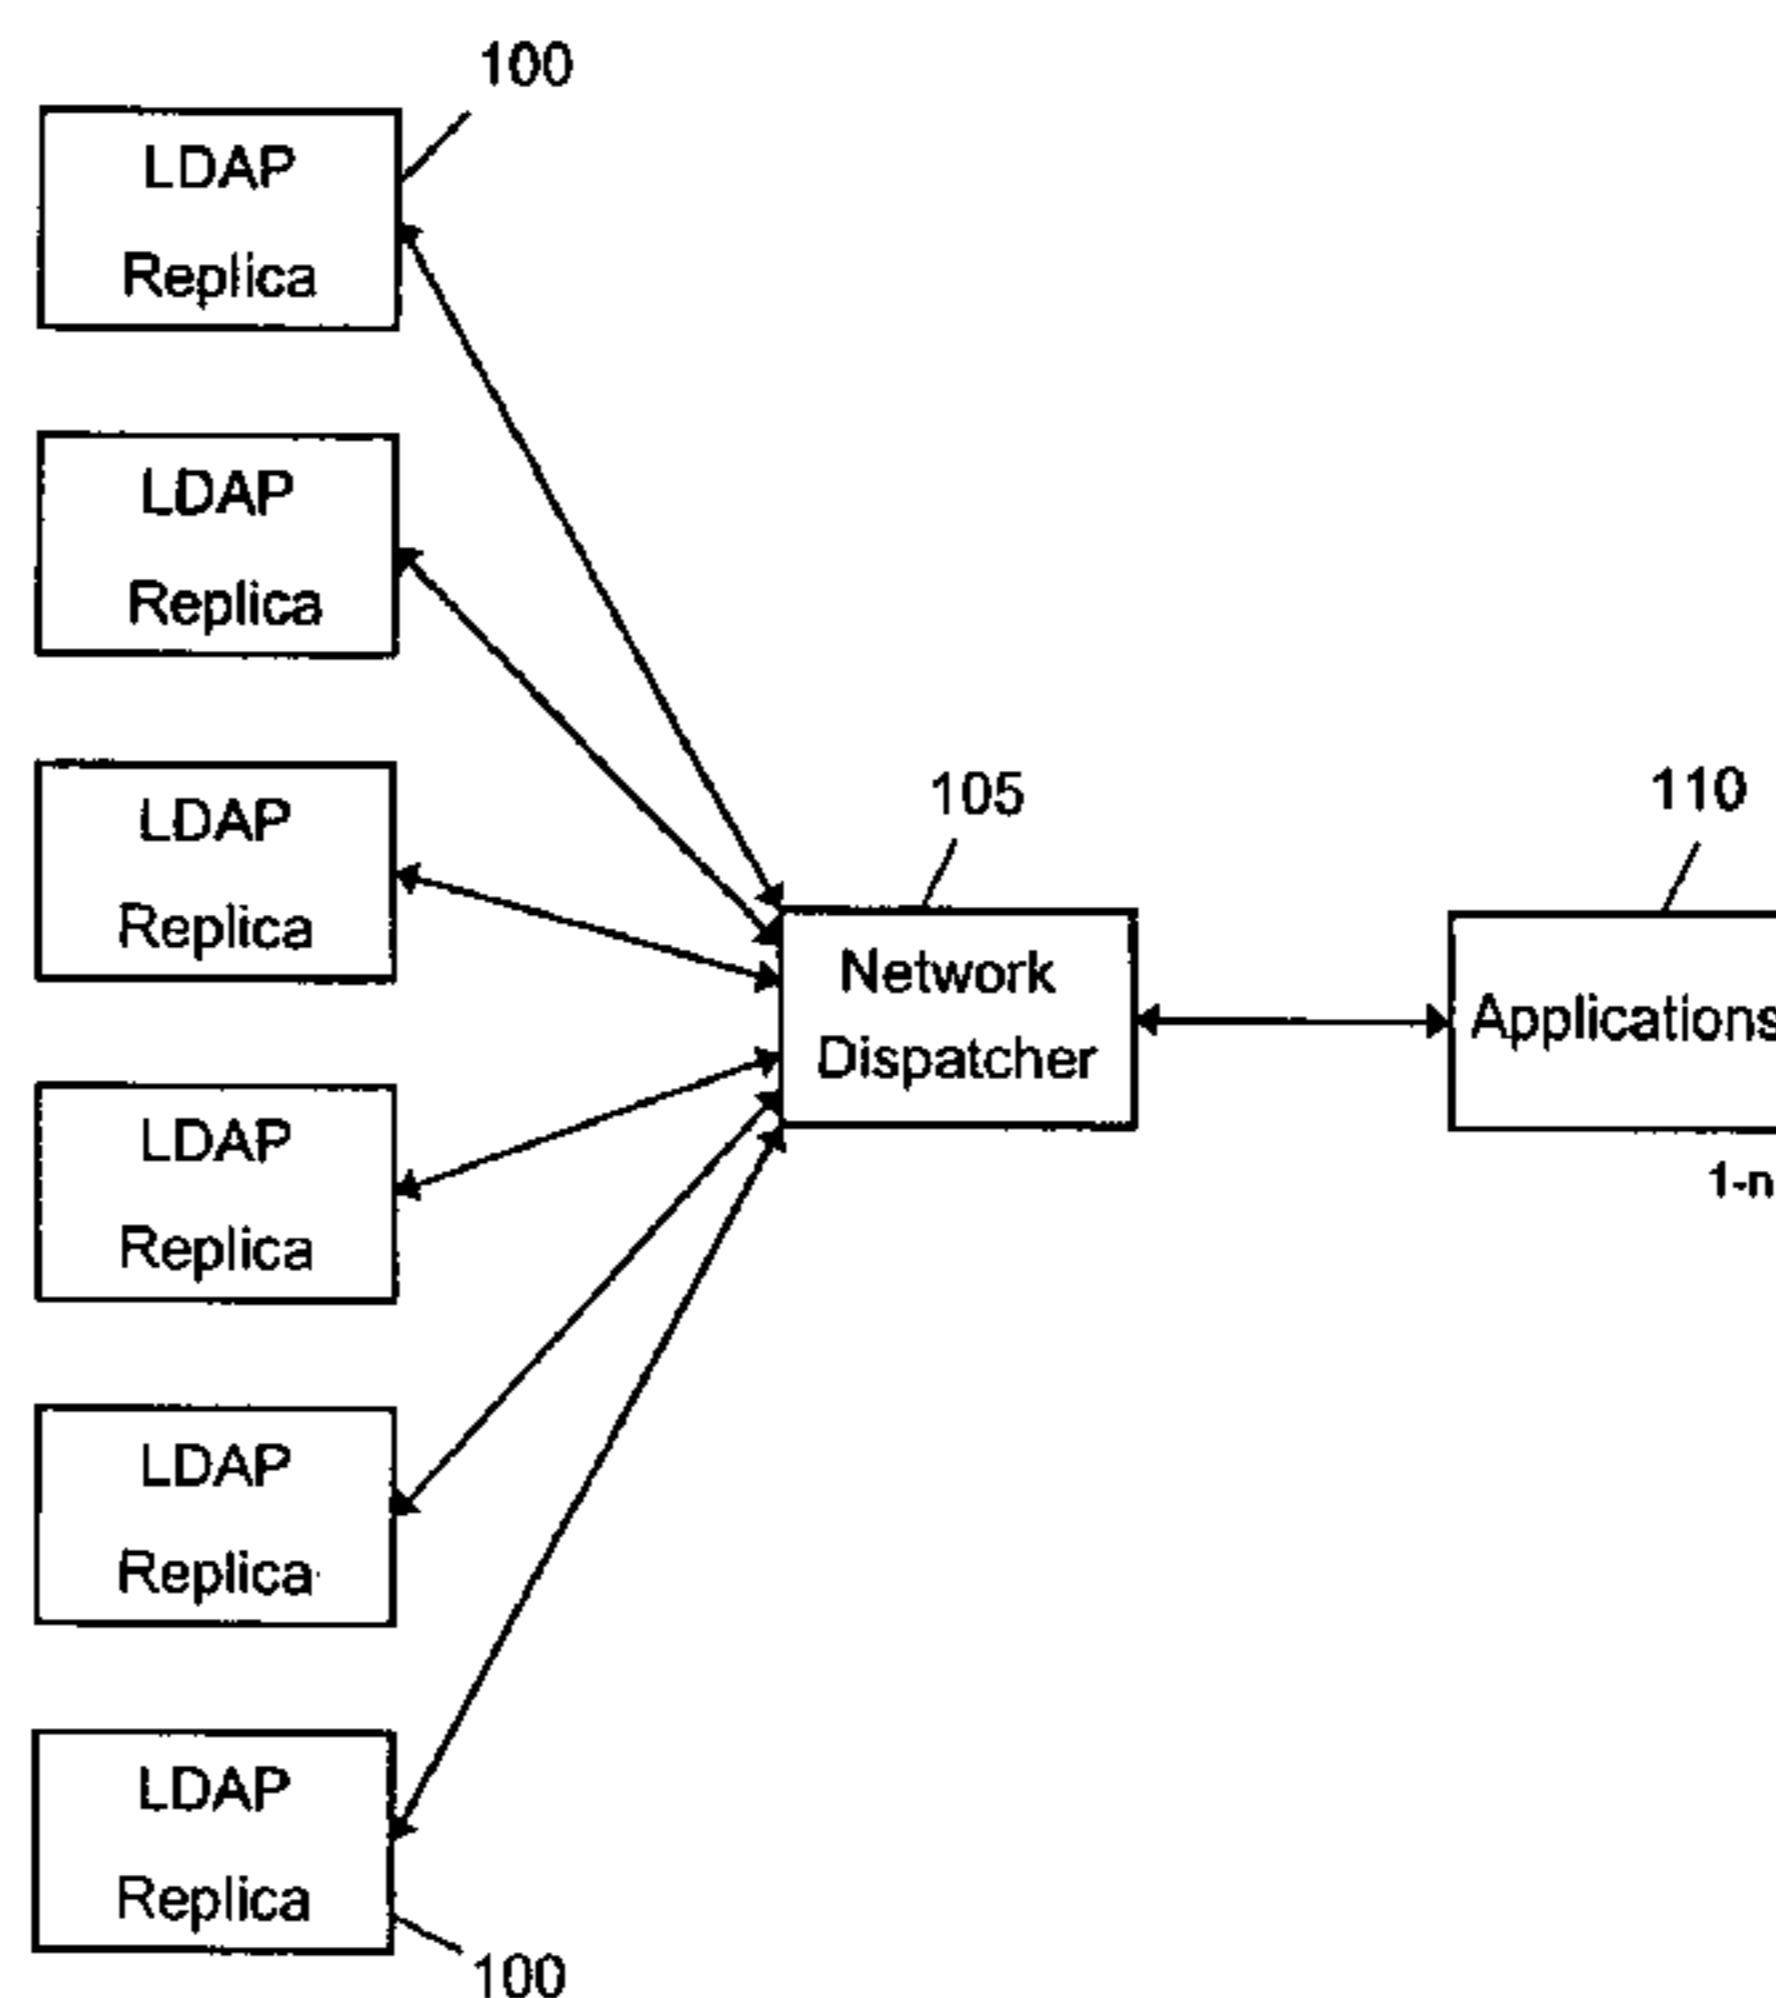 100
LDAP
Replica
LDAP
Replica
LDAP
Replica
105
110
Network
Dispatcher
Applications
1-n
LDAP
Replica
LDAP
Replica
LDAP
Replica
100